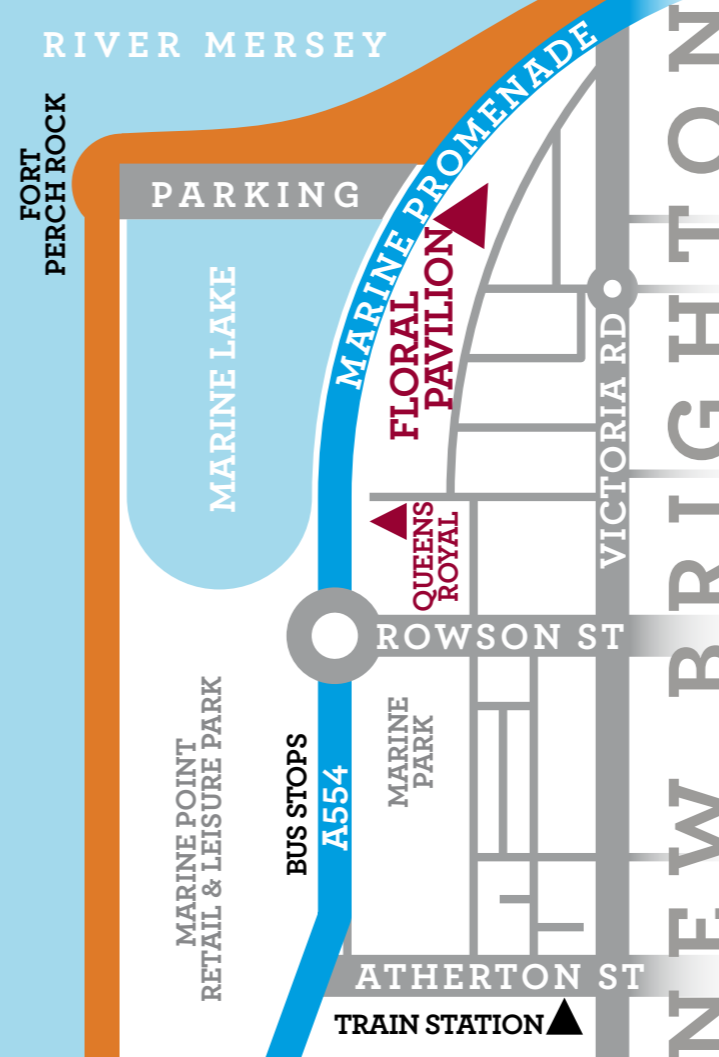 RIVER MERSEY
FORT
PERCH ROCK
PARKING
MARINE PROMENADE
MARINE LAKE
FLORAL
PAVILION
VICTORIA RD
QUEENS
ROYAL
ROWSON ST
MARINE POINT
RETAIL & LEISURE PARK
BUS STOPS
A554
MARINE
PARK
ATHERTON ST
TRAIN STATION
NEW BRIGHTON